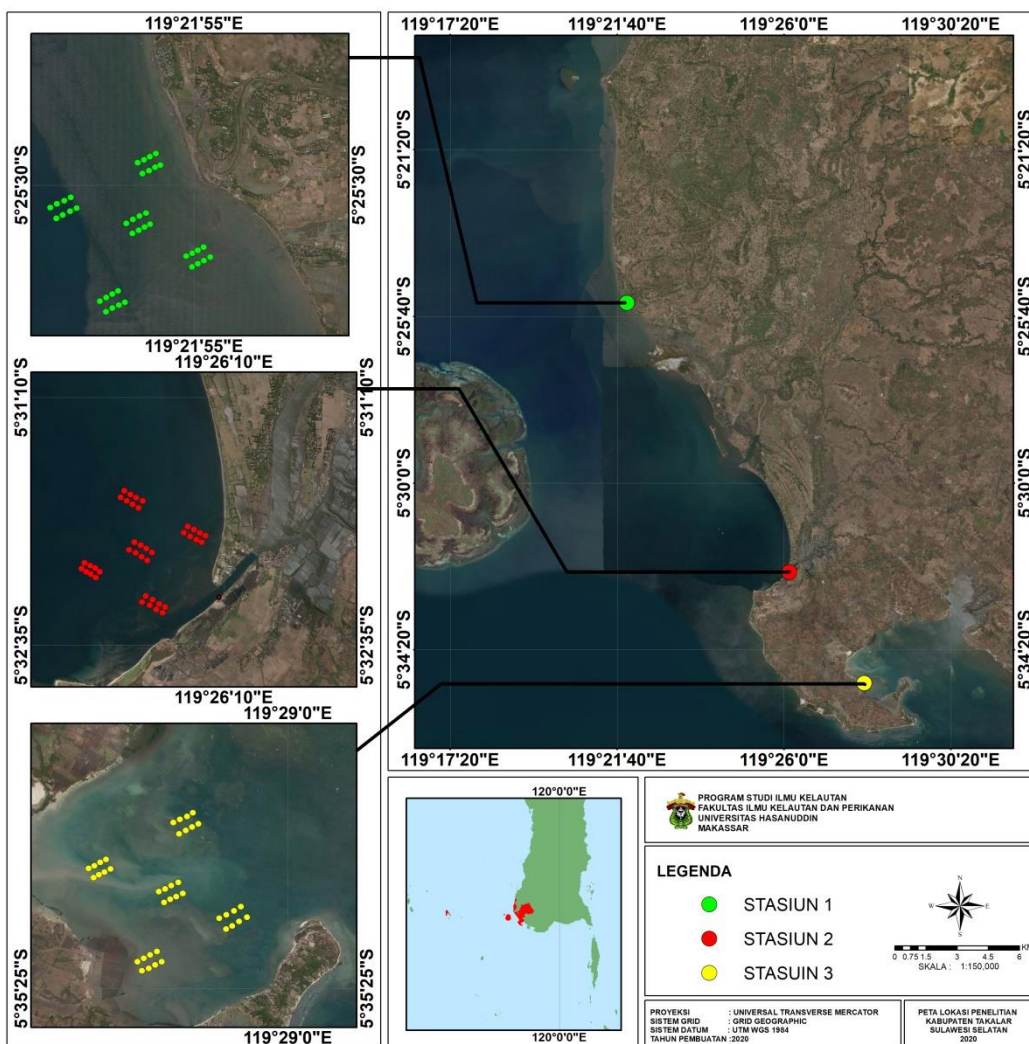 119°21'55"E
5°25'30"S
5°25'30"S
119°21'55"E
119°26'10"E
5°31'10"S
5°31'10"S
5°32'35"S
5°32'35"S
119°26'10"E
119°29'0"E
5°35'25"S
5°35'25"S
119°29'0"E
119°17'20"E 119°21'40"E 119°26'0"E 119°30'20"E
5°21'20"S
5°21'20"S
5°25'40"S
5°25'40"S
5°30'0"S
5°30'0"S
5°34'20"S
5°34'20"S
119°17'20"E 119°21'40"E 119°26'0"E 119°30'20"E
120°0'0"E
120°0'0"E
PROGRAM STUDI ILMU KELAUTAN
FAKULTAS ILMU KELAUTAN DAN PERIKANAN
UNIVERSITAS HASANUDDIN
MAKASSAR
LEGENDA
STASIUN 1
STASIUN 2
STASUIN 3
N
W E
S
0 0.75 1.5 3 4.5 6 KM
SKALA : 1:150,000
PROYEKSI : UNIVERSAL TRANSVERSE MERCATOR
SISTEM GRID : GRID GEOGRAPHIC
SISTEM DATUM : UTM WGS 1984
TAHUN PEMBUATAN :2020
PETA LOKASI PENELITIAN
KABUPATEN TAKALAR
SULAWESI SELATAN
2020